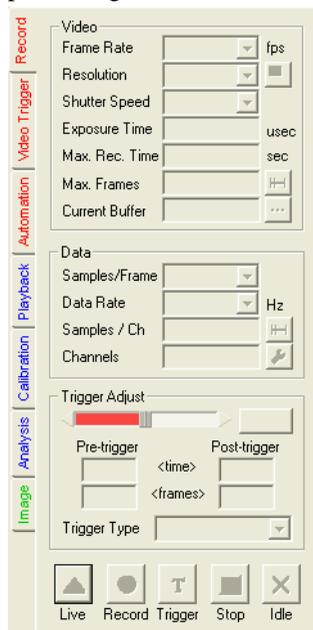 Record
Video Trigger
Automation
Playback
Calibration
Analysis
Image
Video
Frame Rate fps
Resolution
Shutter Speed
Exposure Time usec
Max. Rec. Time sec
Max. Frames
Current Buffer ...
Data
Samples/Frame
Data Rate Hz
Samples / Ch
Channels
Trigger Adjust
Pre-trigger Post-trigger
<time>
<frames>
Trigger Type
T
Live Record Trigger Stop Idle